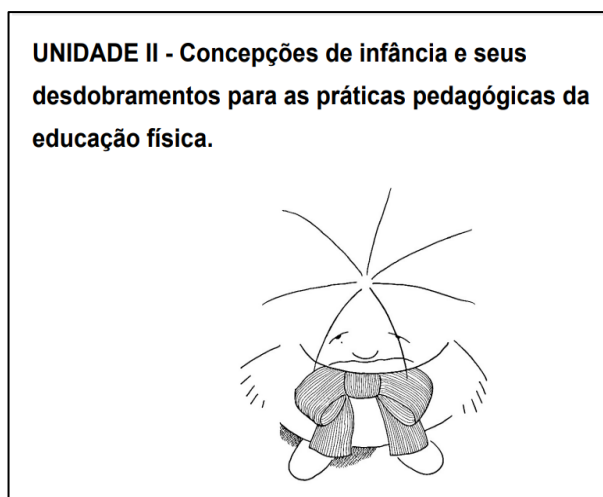 UNIDADE II - Concepções de infância e seus
desdobramentos para as práticas pedagógicas da
educação física.